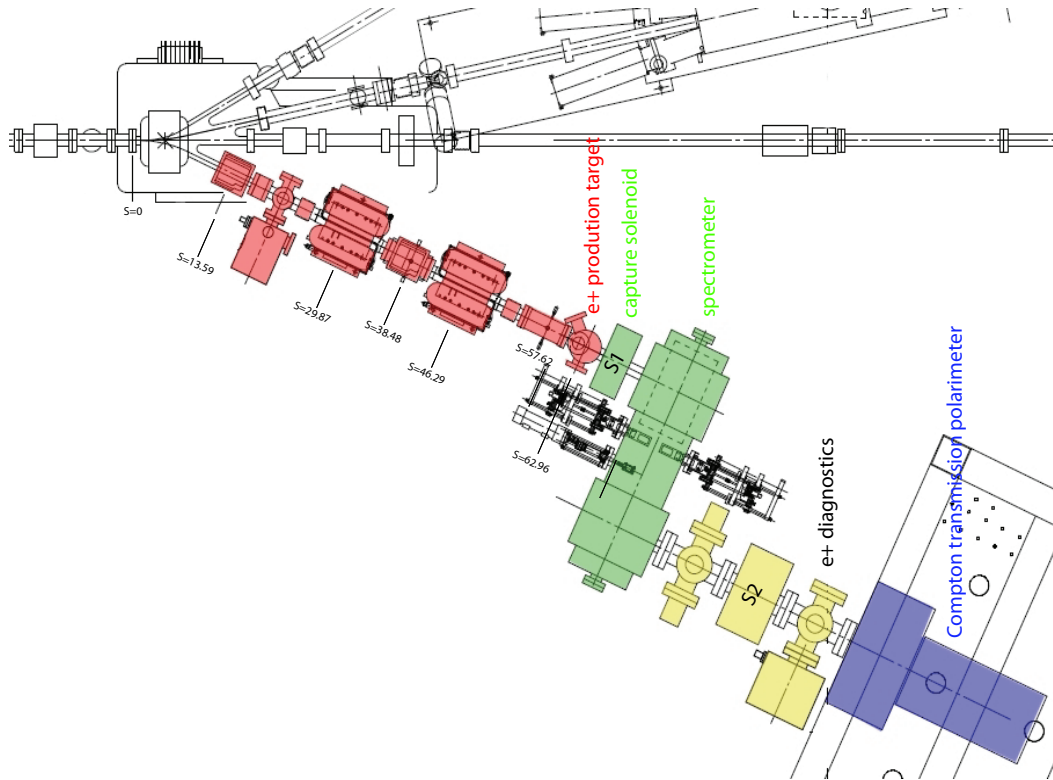 S=0
S=13.59
S=29.87
S=38.48
S=46.29
S=57.62
S=62.96
e+ prodution target
capture solenoid
spectrometer
S1
S2
e+ diagnostics
Compton transmission polarimeter